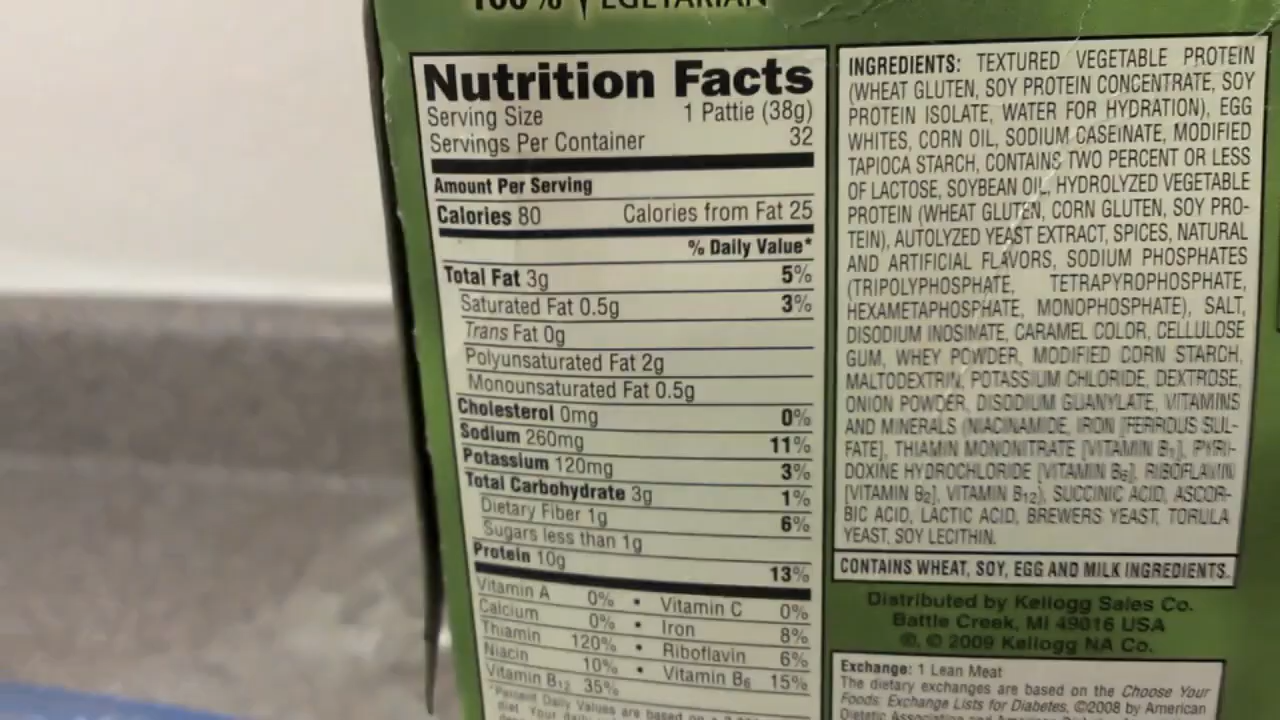 100% VEGETARIAN
Nutrition Facts
Serving Size 1 Pattie (38g)
Servings Per Container 32
Amount Per Serving
Calories 80 Calories from Fat 25
% Daily Value*
Total Fat 3g 5%
Saturated Fat 0.5g 3%
Trans Fat 0g
Polyunsaturated Fat 2g
Monounsaturated Fat 0.5g
Cholesterol 0mg 0%
Sodium 260mg 11%
Potassium 120mg 3%
Total Carbohydrate 3g 1%
Dietary Fiber 1g 6%
Sugars less than 1g
Protein 10g 13%
Vitamin A 0% • Vitamin C 0%
Calcium 0% • Iron 8%
Thiamin 120% • Riboflavin 6%
Niacin 10% • Vitamin B6 15%
Vitamin B12 35%
*Percent Daily Values are based on a
diet. Your daily
INGREDIENTS: TEXTURED VEGETABLE PROTEIN
(WHEAT GLUTEN, SOY PROTEIN CONCENTRATE, SOY
PROTEIN ISOLATE, WATER FOR HYDRATION), EGG
WHITES, CORN OIL, SODIUM CASEINATE, MODIFIED
TAPIOCA STARCH, CONTAINS TWO PERCENT OR LESS
OF LACTOSE, SOYBEAN OIL, HYDROLYZED VEGETABLE
PROTEIN (WHEAT GLUTEN, CORN GLUTEN, SOY PRO-
TEIN), AUTOLYZED YEAST EXTRACT, SPICES, NATURAL
AND ARTIFICIAL FLAVORS, SODIUM PHOSPHATES
(TRIPOLYPHOSPHATE, TETRAPYROPHOSPHATE,
HEXAMETAPHOSPHATE, MONOPHOSPHATE), SALT,
DISODIUM INOSINATE, CARAMEL COLOR, CELLULOSE
GUM, WHEY POWDER, MODIFIED CORN STARCH,
MALTODEXTRIN, POTASSIUM CHLORIDE, DEXTROSE,
ONION POWDER, DISODIUM GUANYLATE, VITAMINS
AND MINERALS (NIACINAMIDE, IRON [FERROUS SUL-
FATE], THIAMIN MONONITRATE [VITAMIN B1], PYRI-
DOXINE HYDROCHLORIDE [VITAMIN B6], RIBOFLAVIN
[VITAMIN B2], VITAMIN B12), SUCCINIC ACID, ASCOR-
BIC ACID, LACTIC ACID, BREWERS YEAST, TORULA
YEAST, SOY LECITHIN.
CONTAINS WHEAT, SOY, EGG AND MILK INGREDIENTS.
Distributed by Kellogg Sales Co.
Battle Creek, MI 49016 USA
®, © 2009 Kellogg NA Co.
Exchange: 1 Lean Meat
The dietary exchanges are based on the Choose Your
Foods: Exchange Lists for Diabetes, ©2008 by American
Dietetic Association and American